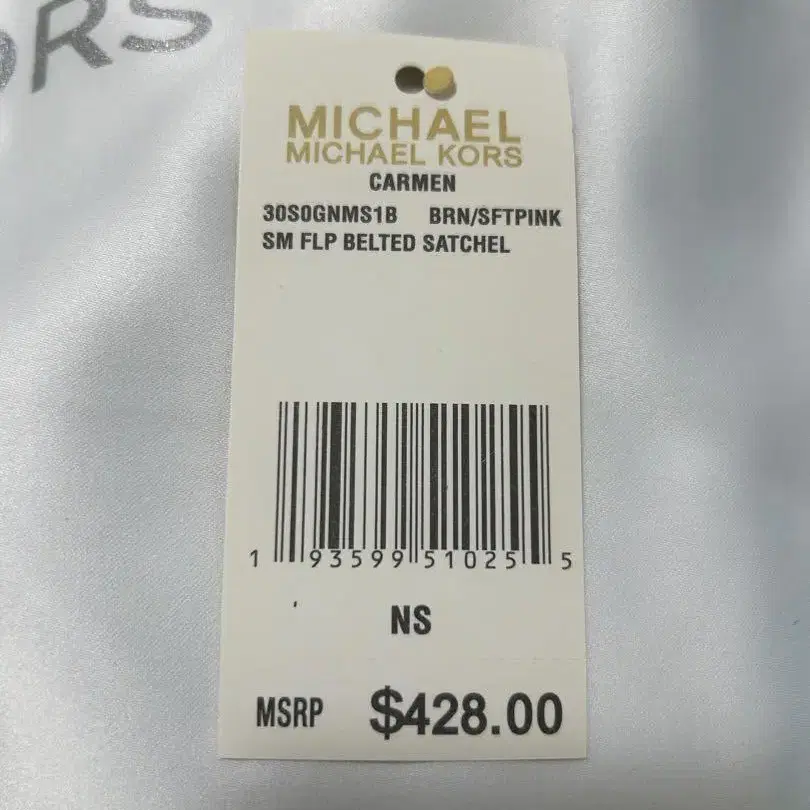 ORS
MICHAEL
MICHAEL KORS
CARMEN
30S0GNMS1B BRN/SFTPINK
SM FLP BELTED SATCHEL
1 93599 51025 5
NS
MSRP $428.00